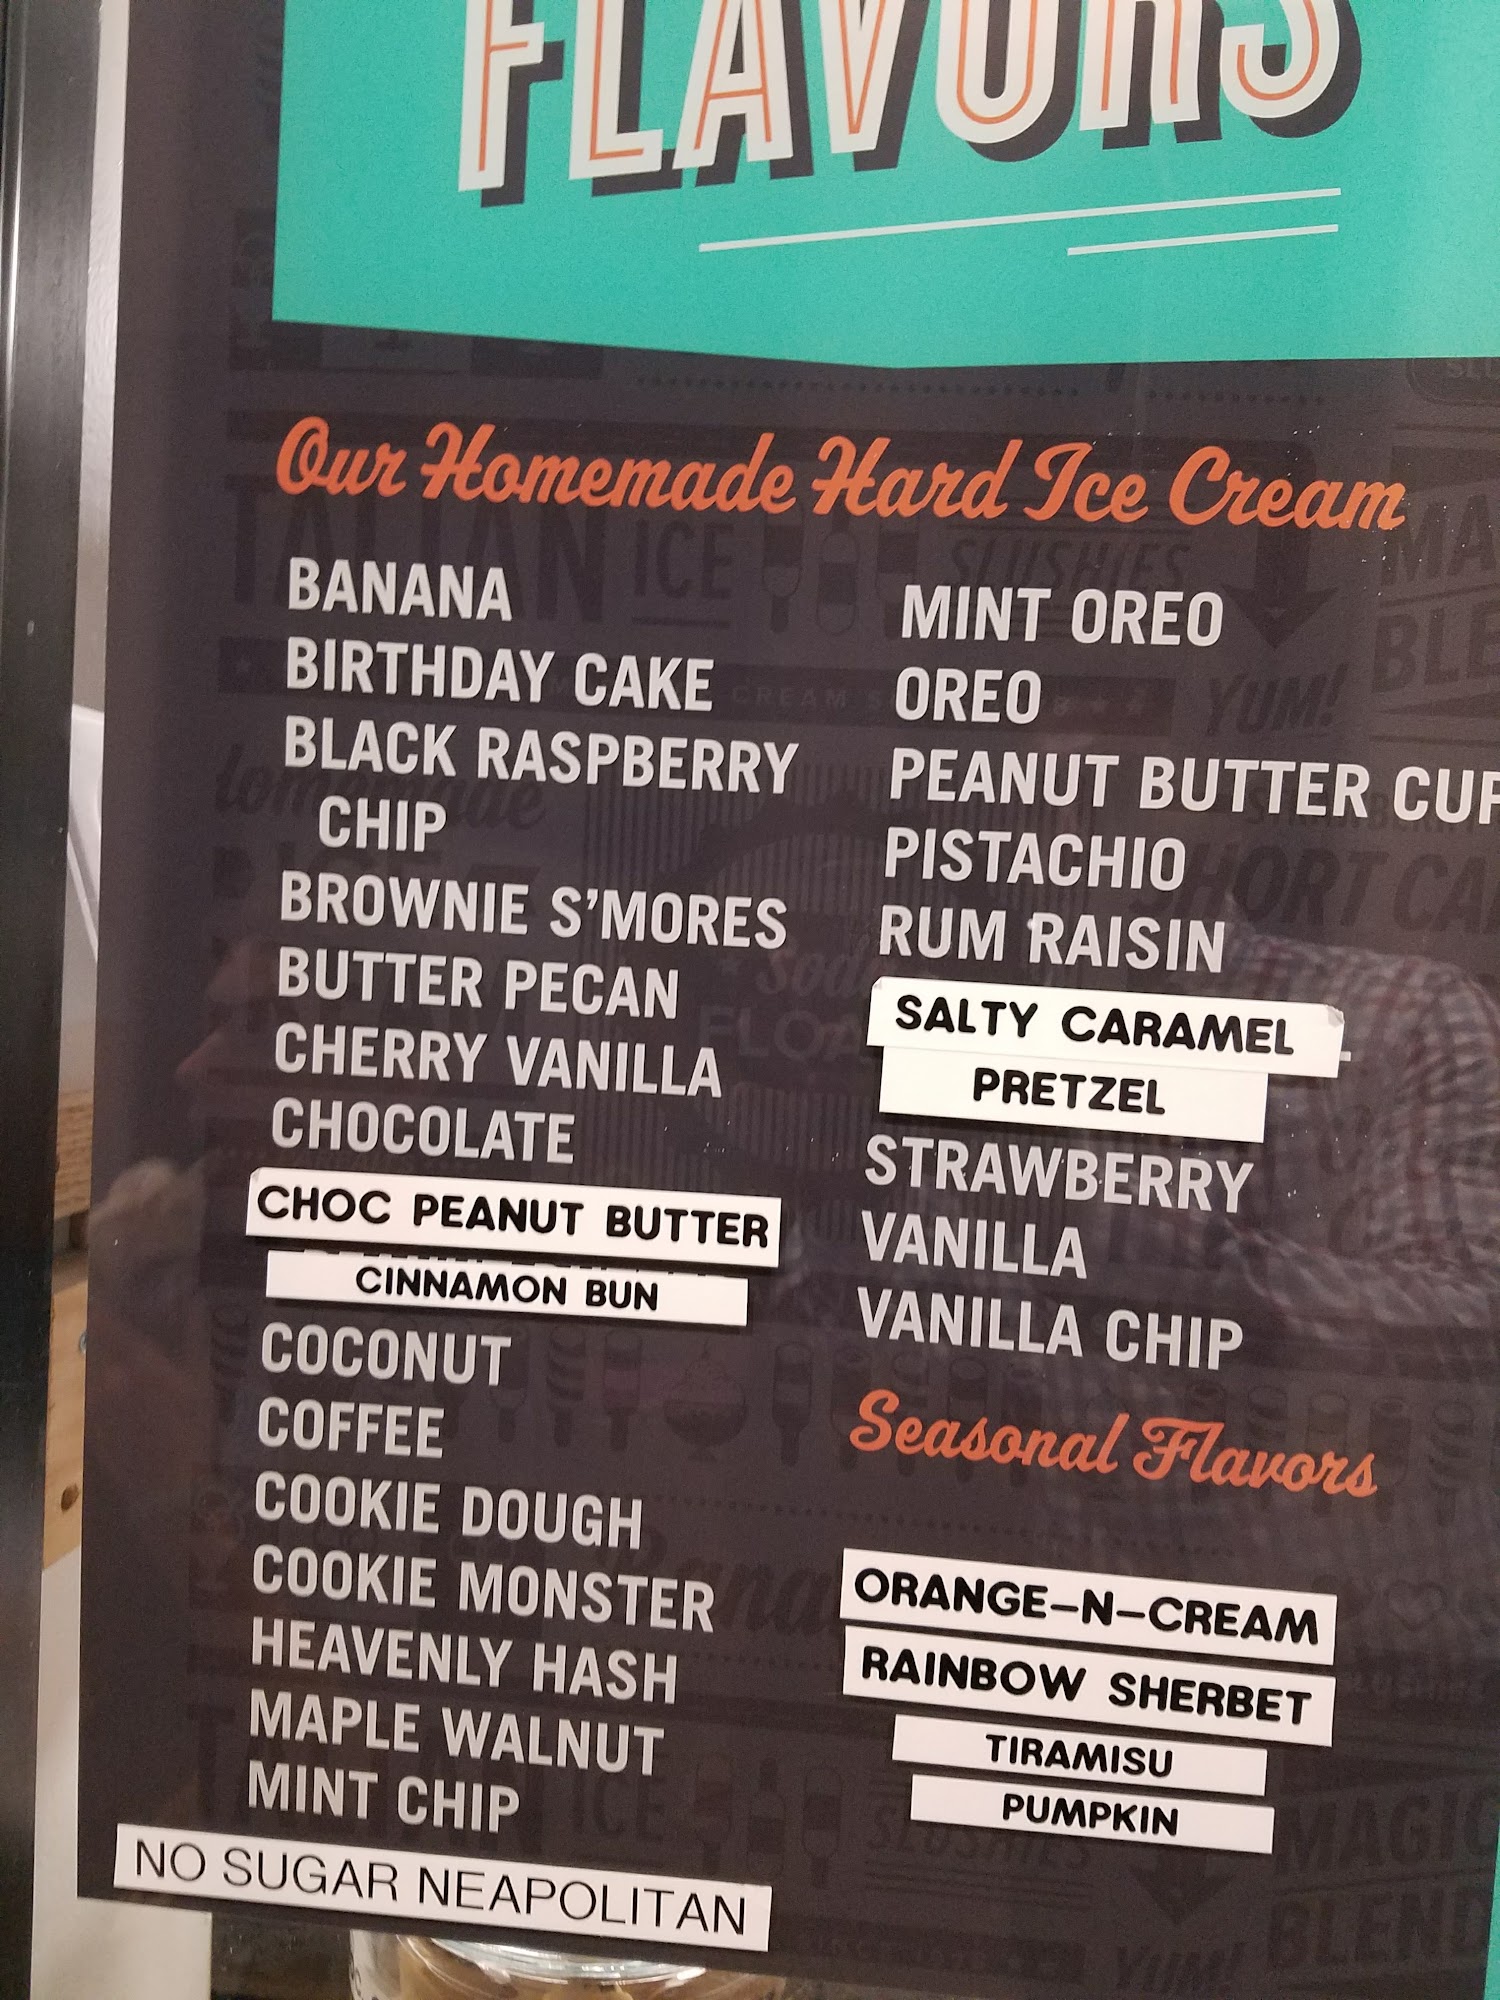 FLAVORS
Our Homemade Hard Ice Cream
BANANA
BIRTHDAY CAKE
BLACK RASPBERRY
CHIP
BROWNIE S'MORES
BUTTER PECAN
CHERRY VANILLA
CHOCOLATE
CHOC PEANUT BUTTER
CINNAMON BUN
COCONUT
COFFEE
COOKIE DOUGH
COOKIE MONSTER
HEAVENLY HASH
MAPLE WALNUT
MINT CHIP
NO SUGAR NEAPOLITAN
MINT OREO
OREO
PEANUT BUTTER CUP
PISTACHIO
RUM RAISIN
SALTY CARAMEL
PRETZEL
STRAWBERRY
VANILLA
VANILLA CHIP
Seasonal Flavors
ORANGE-N-CREAM
RAINBOW SHERBET
TIRAMISU
PUMPKIN